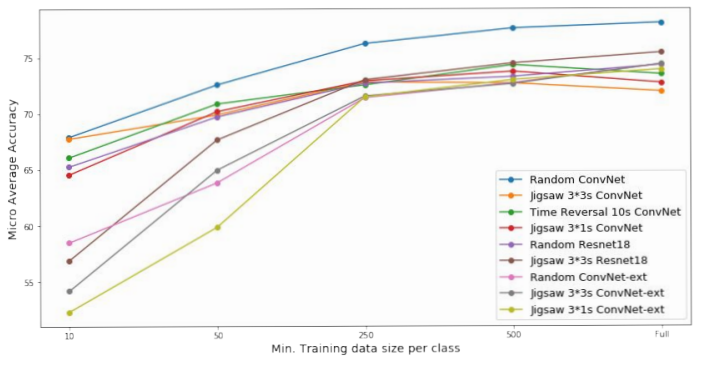 Micro Average Accuracy
75
70
65
60
55
10
50
250
500
Full
Min. Training data size per class
Random ConvNet
Jigsaw 3*3s ConvNet
Time Reversal 10s ConvNet
Jigsaw 3*1s ConvNet
Random Resnet18
Jigsaw 3*3s Resnet18
Random ConvNet-ext
Jigsaw 3*3s ConvNet-ext
Jigsaw 3*1s ConvNet-ext